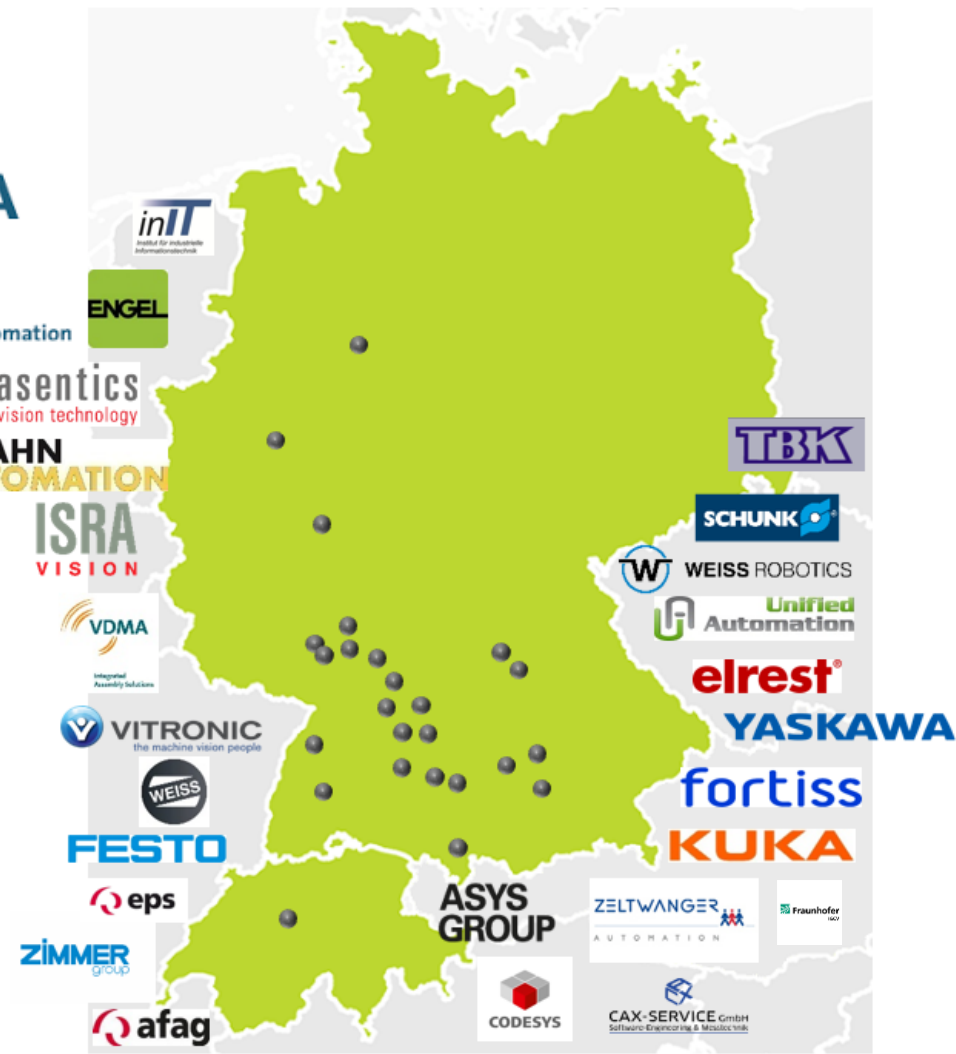 A
inIT
Institut für industrielle
Informationstechnik
ENGEL
omation
asentics
vision technology
AHN
OMATION
ISRA
VISION
VDMA
Integrated
Assembly Solutions
VITRONIC
the machine vision people
WEISS
FESTO
eps
ZIMMER
group
afag
TBK
SCHUNK®
WEISS ROBOTICS
Unified
Automation
elrest®
YASKAWA
fortiss
KUKA
ASYS
GROUP
ZELTWANGER
AUTOMATION
Fraunhofer
IGCV
CODESYS
CAX-SERVICE GmbH
Software-Engineering & Messtechnik